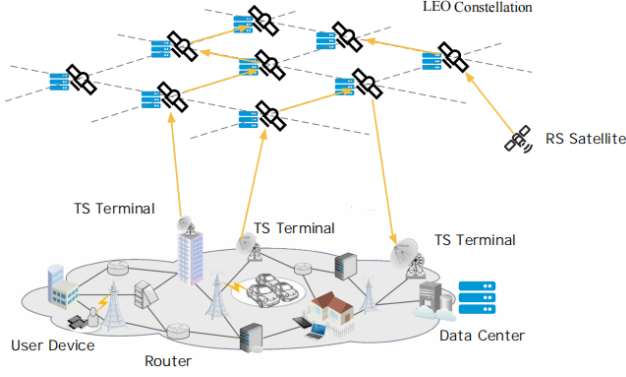 LEO Constellation
RS Satellite
TS Terminal
TS Terminal
TS Terminal
User Device
Router
Data Center